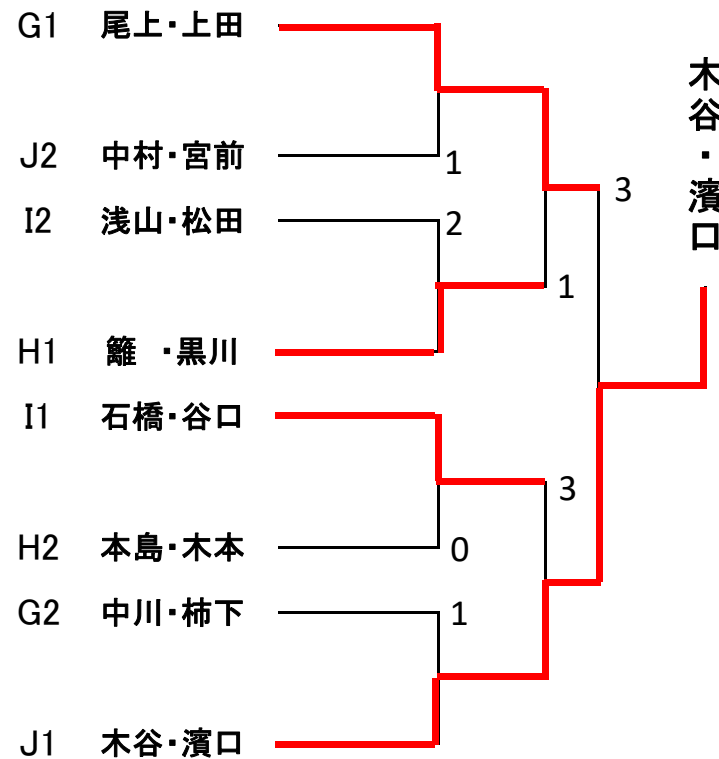 G1 尾上・上田
J2 中村・宮前
1
I2 浅山・松田
2
3
1
H1 籬　・黒川
I1 石橋・谷口
3
H2 本島・木本
0
G2 中川・柿下
1
J1 木谷・濱口
木谷・濱口